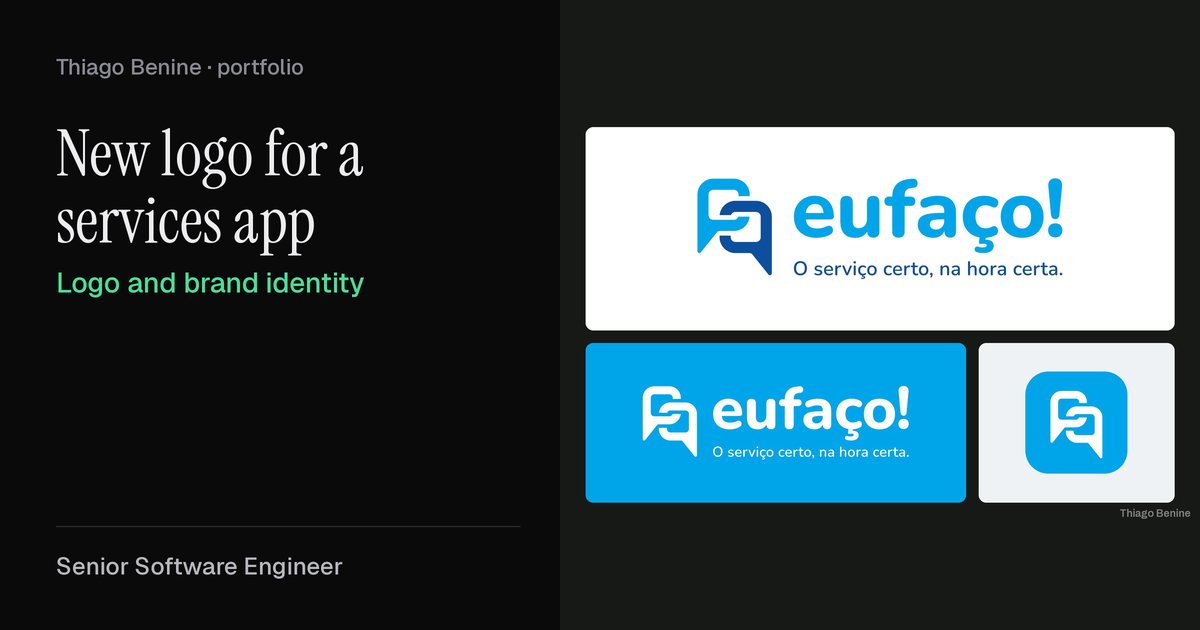 Thiago Benine · portfolio
New logo for a
services app
Logo and brand identity
Senior Software Engineer
eufaço!
O serviço certo, na hora certa.
eufaço!
O serviço certo, na hora certa.
Thiago Benine